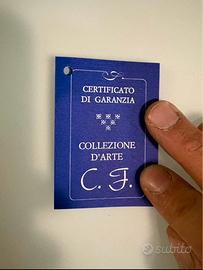 CERTIFICATO
DI GARANZIA
COLLEZIONE
D'ARTE
C. F.
subito